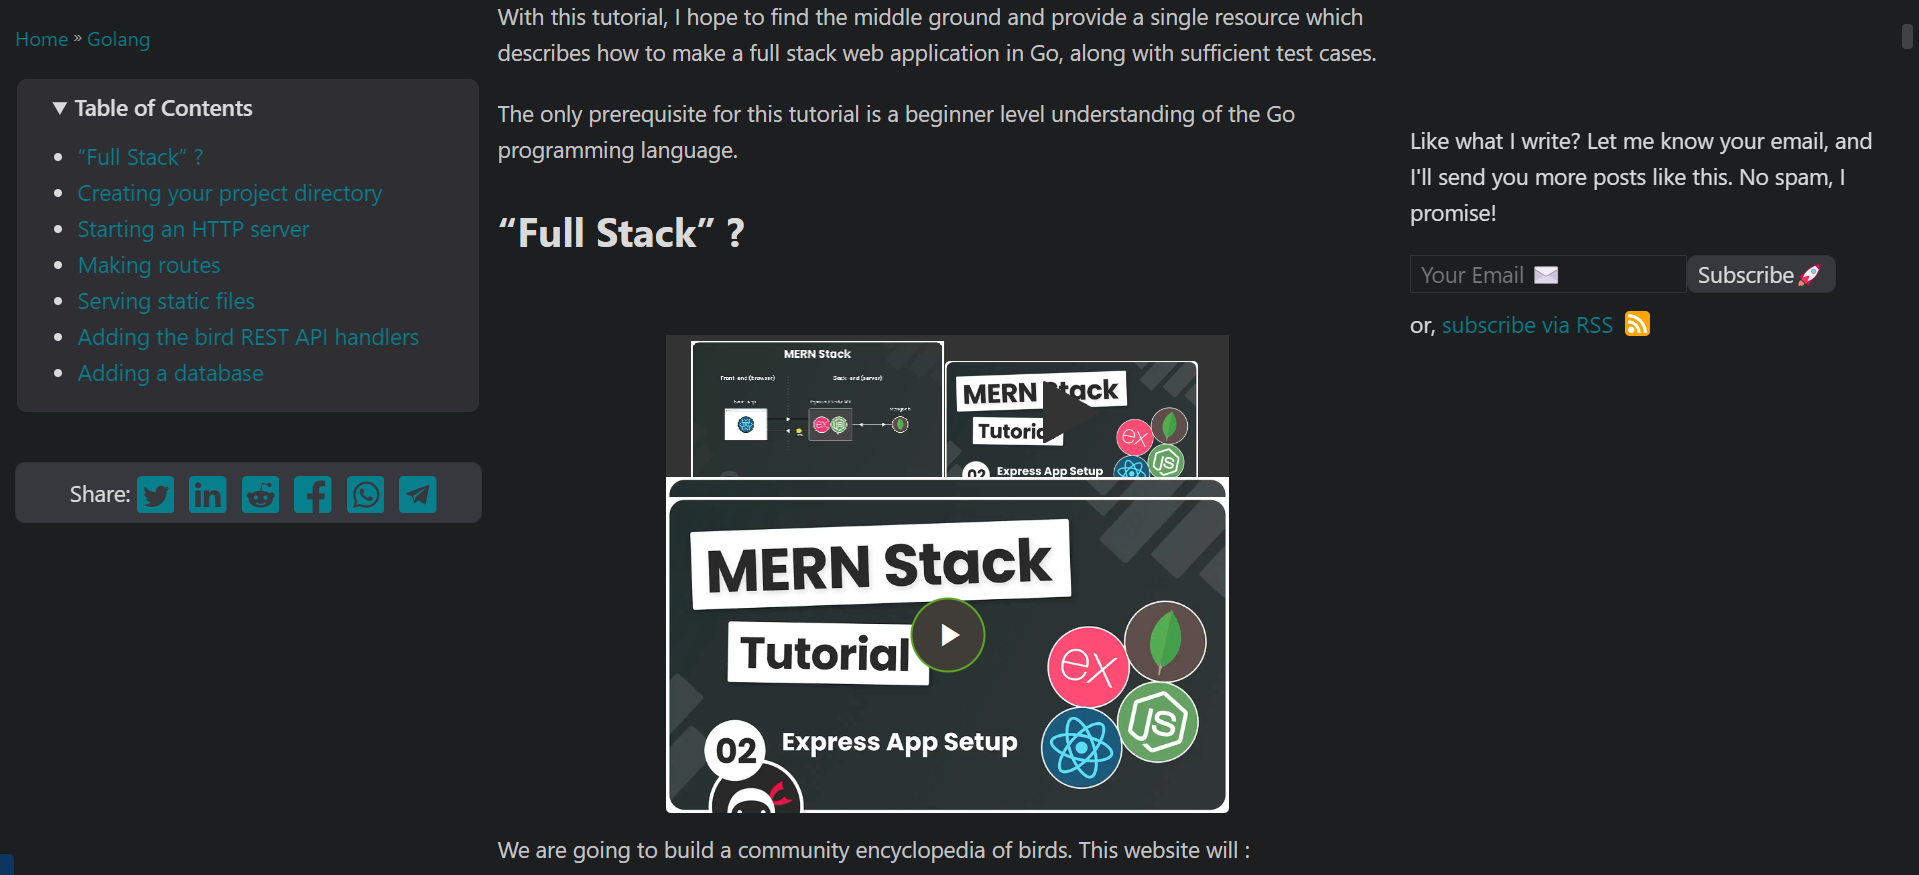 Home » Golang
▼ Table of Contents
“Full Stack” ?
Creating your project directory
Starting an HTTP server
Making routes
Serving static files
Adding the bird REST API handlers
Adding a database
Share:
With this tutorial, I hope to find the middle ground and provide a single resource which
describes how to make a full stack web application in Go, along with sufficient test cases.
The only prerequisite for this tutorial is a beginner level understanding of the Go
programming language.
“Full Stack” ?
MERN Stack
Front-end (browser)
Back-end (server)
MERN Stack
Tutorial
ex
JS
02
Express App Setup
MERN Stack
Tutorial
ex
JS
02
Express App Setup
We are going to build a community encyclopedia of birds. This website will :
Like what I write? Let me know your email, and
I'll send you more posts like this. No spam, I
promise!
Your Email
Subscribe
or, subscribe via RSS